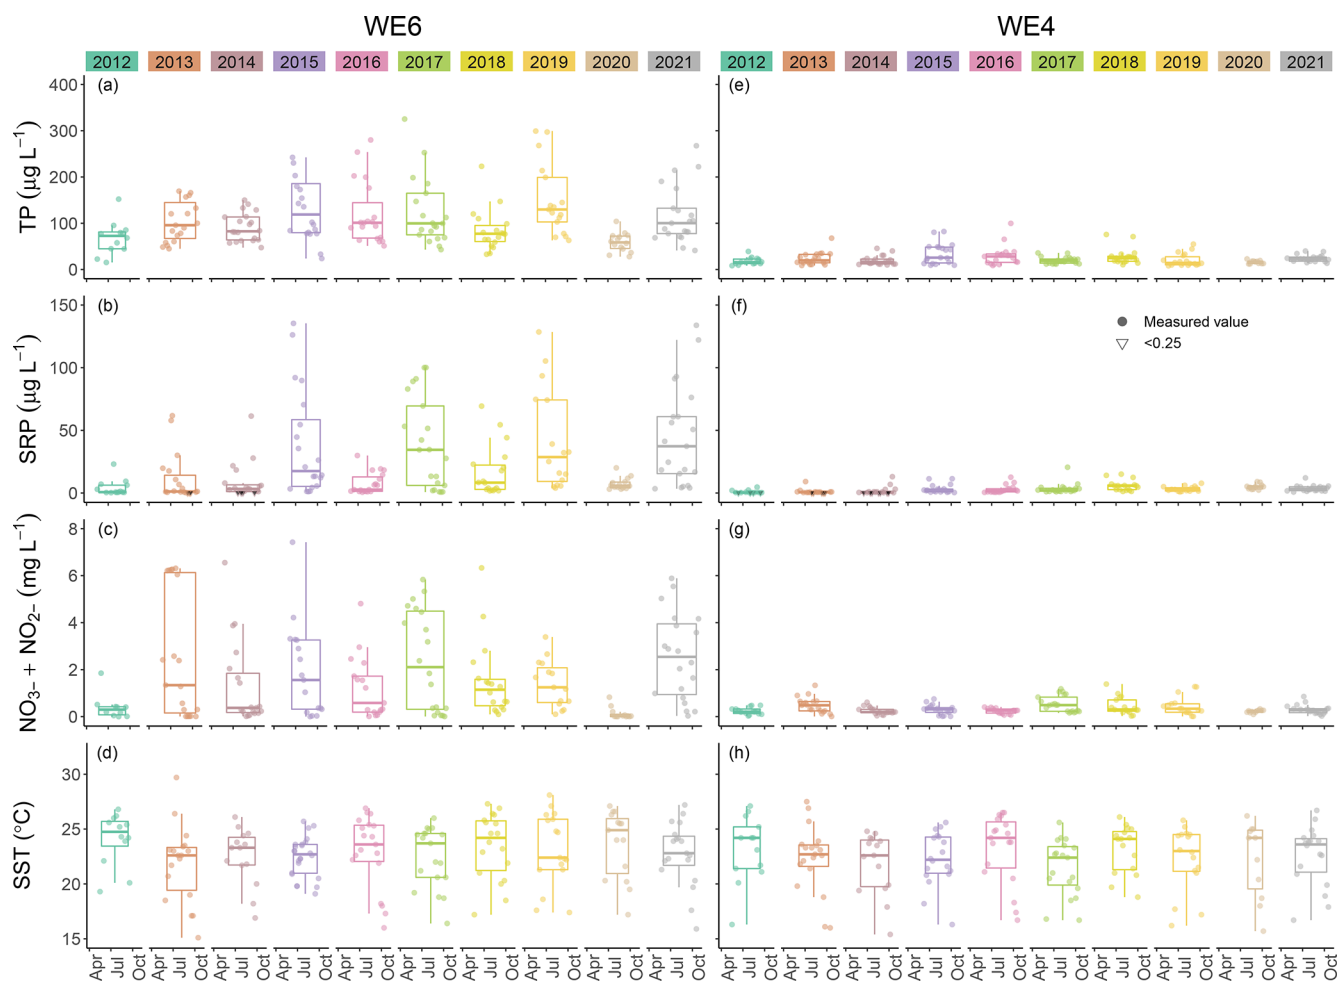 WE6 WE4
2012 2013 2014 2015 2016 2017 2018 2019 2020 2021 2012 2013 2014 2015 2016 2017 2018 2019 2020 2021
TP (µg L⁻¹)
400
300
200
100
0
(a) (e)
SRP (µg L⁻¹)
150
100
50
0
(b) (f)
Measured value
<0.25
NO₃₋ + NO₂₋ (mg L⁻¹)
8
6
4
2
0
(c) (g)
SST (°C)
30
25
20
15
(d) (h)
Apr Jul Oct Apr Jul Oct Apr Jul Oct Apr Jul Oct Apr Jul Oct Apr Jul Oct Apr Jul Oct Apr Jul Oct Apr Jul Oct Apr Jul Oct Apr Jul Oct Apr Jul Oct Apr Jul Oct Apr Jul Oct Apr Jul Oct Apr Jul Oct Apr Jul Oct Apr Jul Oct Apr Jul Oct Apr Jul Oct